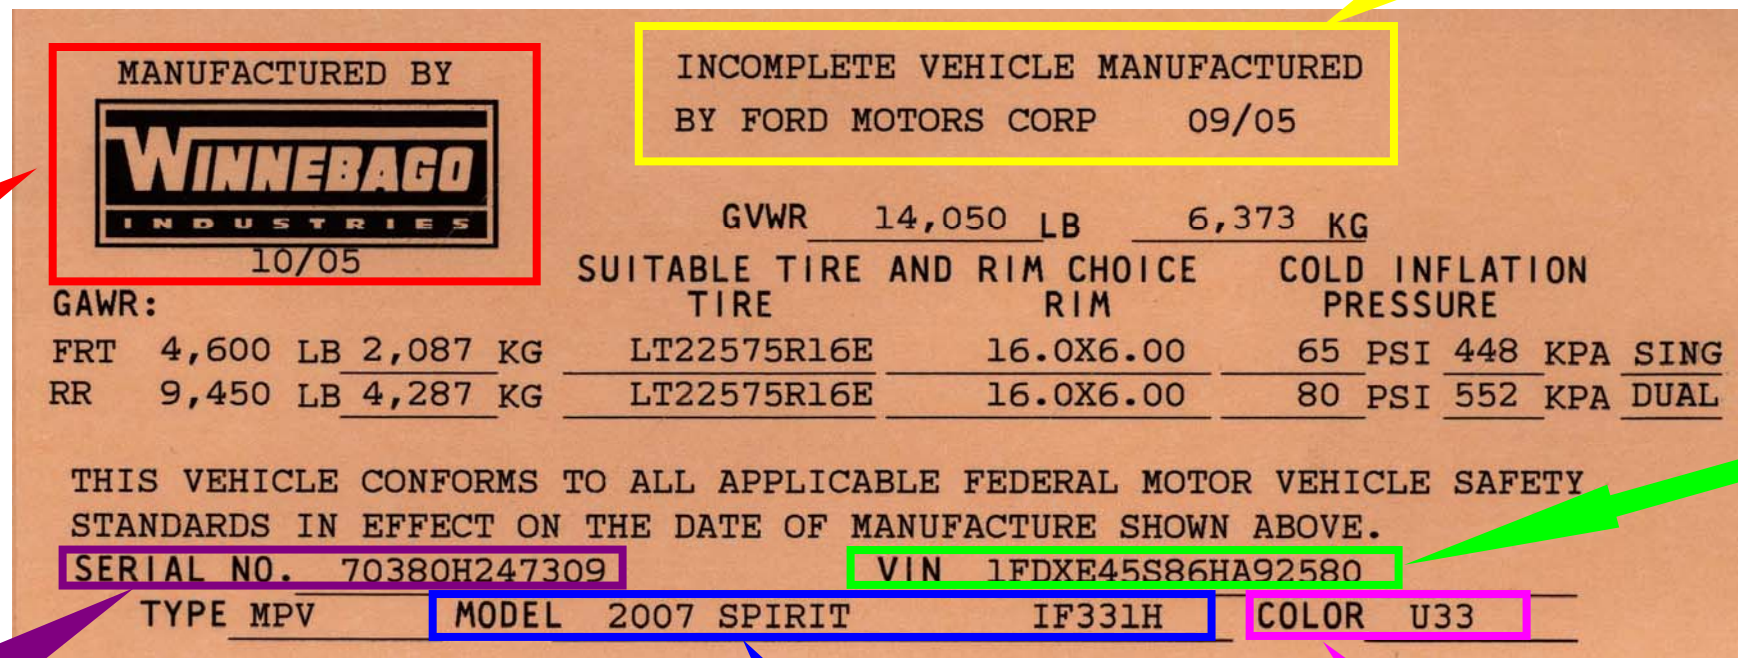 MANUFACTURED BY
WINNEBAGO
INDUSTRIES
10/05
INCOMPLETE VEHICLE MANUFACTURED
BY FORD MOTORS CORP 09/05
GVWR 14,050 LB 6,373 KG
SUITABLE TIRE AND RIM CHOICE COLD INFLATION
GAWR: TIRE RIM PRESSURE
FRT 4,600 LB 2,087 KG LT22575R16E 16.0X6.00 65 PSI 448 KPA SING
RR 9,450 LB 4,287 KG LT22575R16E 16.0X6.00 80 PSI 552 KPA DUAL
THIS VEHICLE CONFORMS TO ALL APPLICABLE FEDERAL MOTOR VEHICLE SAFETY
STANDARDS IN EFFECT ON THE DATE OF MANUFACTURE SHOWN ABOVE.
SERIAL NO. 70380H247309 VIN 1FDXE45S86HA92580
TYPE MPV MODEL 2007 SPIRIT IF331H COLOR U33